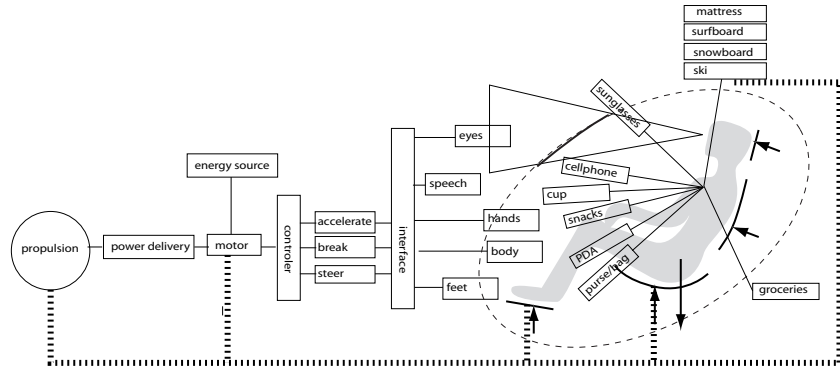 mattress
surfboard
snowboard
ski
sunglasses
eyes
energy source
cellphone
speech
cup
accelerate
snacks
hands
propulsion
power delivery
motor
controler
break
interface
body
PDA
steer
purse/bag
feet
groceries